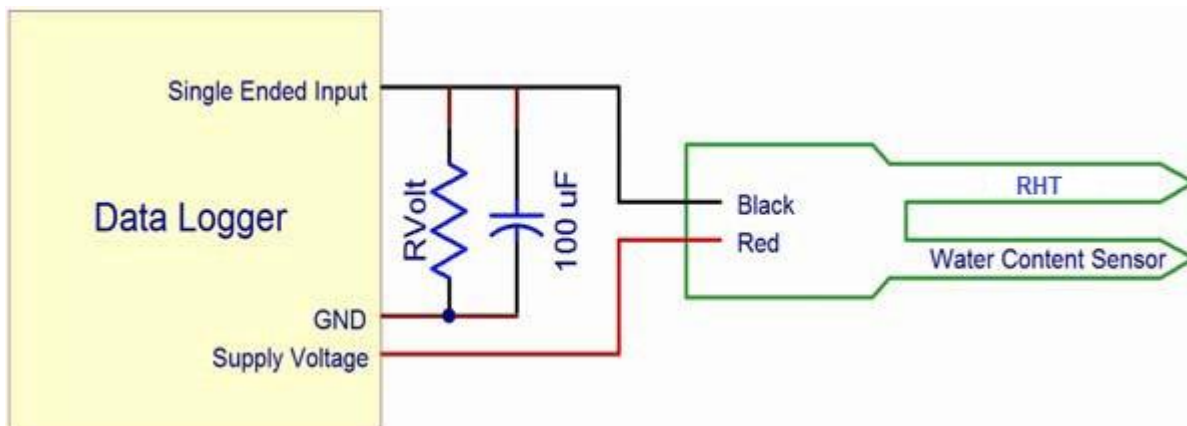 Single Ended Input
Data Logger
RVolt
100 uF
GND
Supply Voltage
Black
Red
RHT
Water Content Sensor